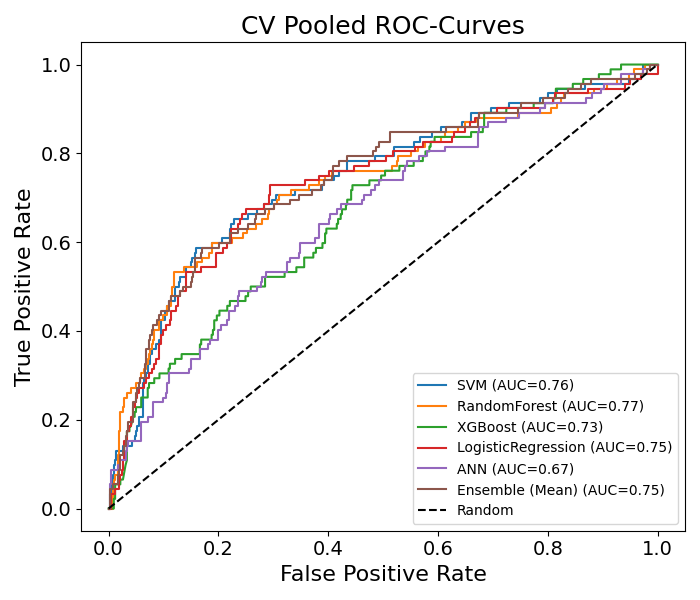 CV Pooled ROC-Curves
True Positive Rate
1.0
0.8
0.6
0.4
0.2
0.0
SVM (AUC=0.76)
RandomForest (AUC=0.77)
XGBoost (AUC=0.73)
LogisticRegression (AUC=0.75)
ANN (AUC=0.67)
Ensemble (Mean) (AUC=0.75)
Random
0.0 0.2 0.4 0.6 0.8 1.0
False Positive Rate